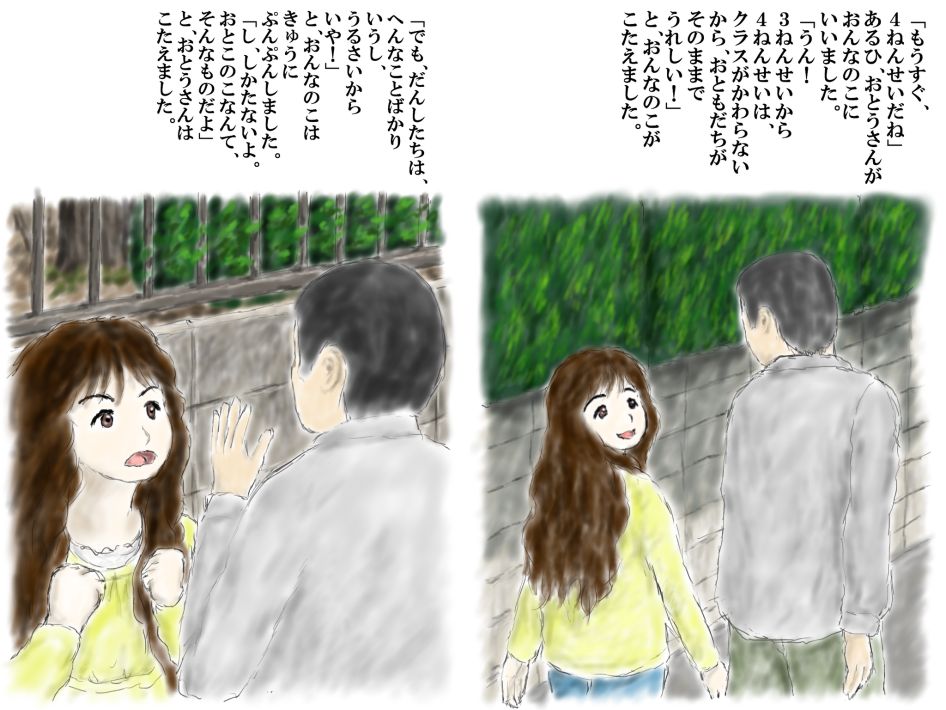 「もうすぐ、
４ねんせいだね」
あるひ、おとうさんが
おんなのこに
いいました。
「うん！
３ねんせいから
４ねんせいは、
クラスがかわらない
から、おともだちが
そのままで
うれしい！」
と、おんなのこが
こたえました。
「でも、だんしたちは、
へんなことばかり
いうし、
うるさいから
いや！」
と、おんなのこは
きゅうに
ぷんぷんしました。
「し、しかたないよ。
おとこのこなんて、
そんなものだよ」
と、おとうさんは
こたえました。